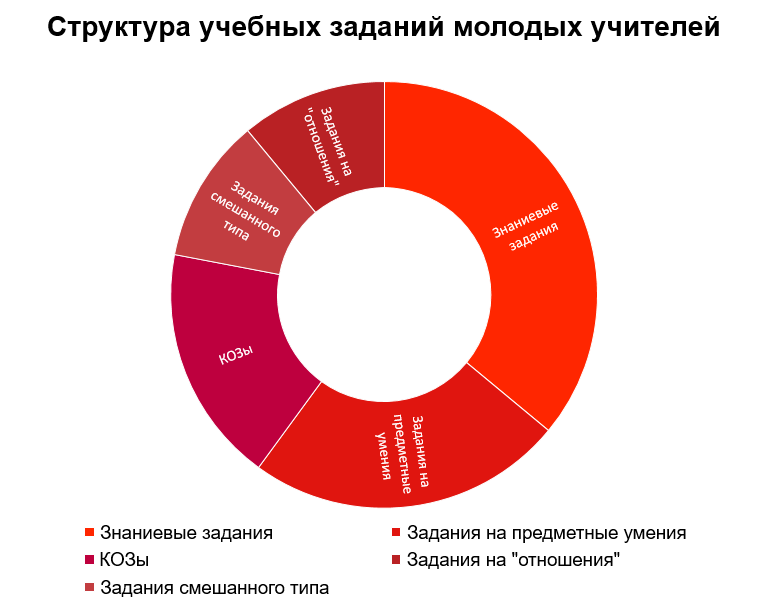 Структура учебных заданий молодых учителей
Задания на
"отношения"
Знаниевые
задания
Задания
смешанного
типа
КОЗы
Задания на
предметные
умения
Знаниевые задания
Задания на предметные умения
КОЗы
Задания на "отношения"
Задания смешанного типа